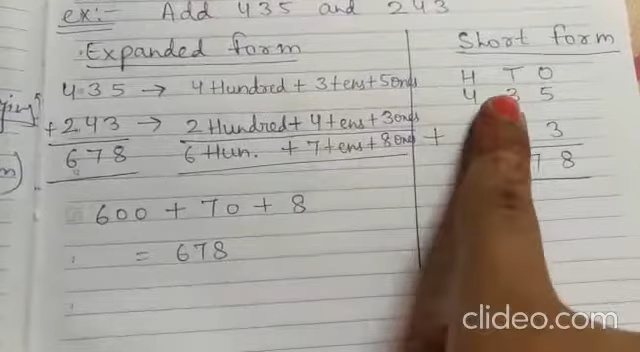 ex:- Add 435 and 243
Expanded form
435 → 4 Hundred + 3 tens + 5 ones
+ 243 → 2 Hundred + 4 tens + 3 ones
678 6 Hun. + 7 tens + 8 ones
600 + 70 + 8
= 678
Short form
H T O
4 3 5
+ 3
7 8
clideo.com